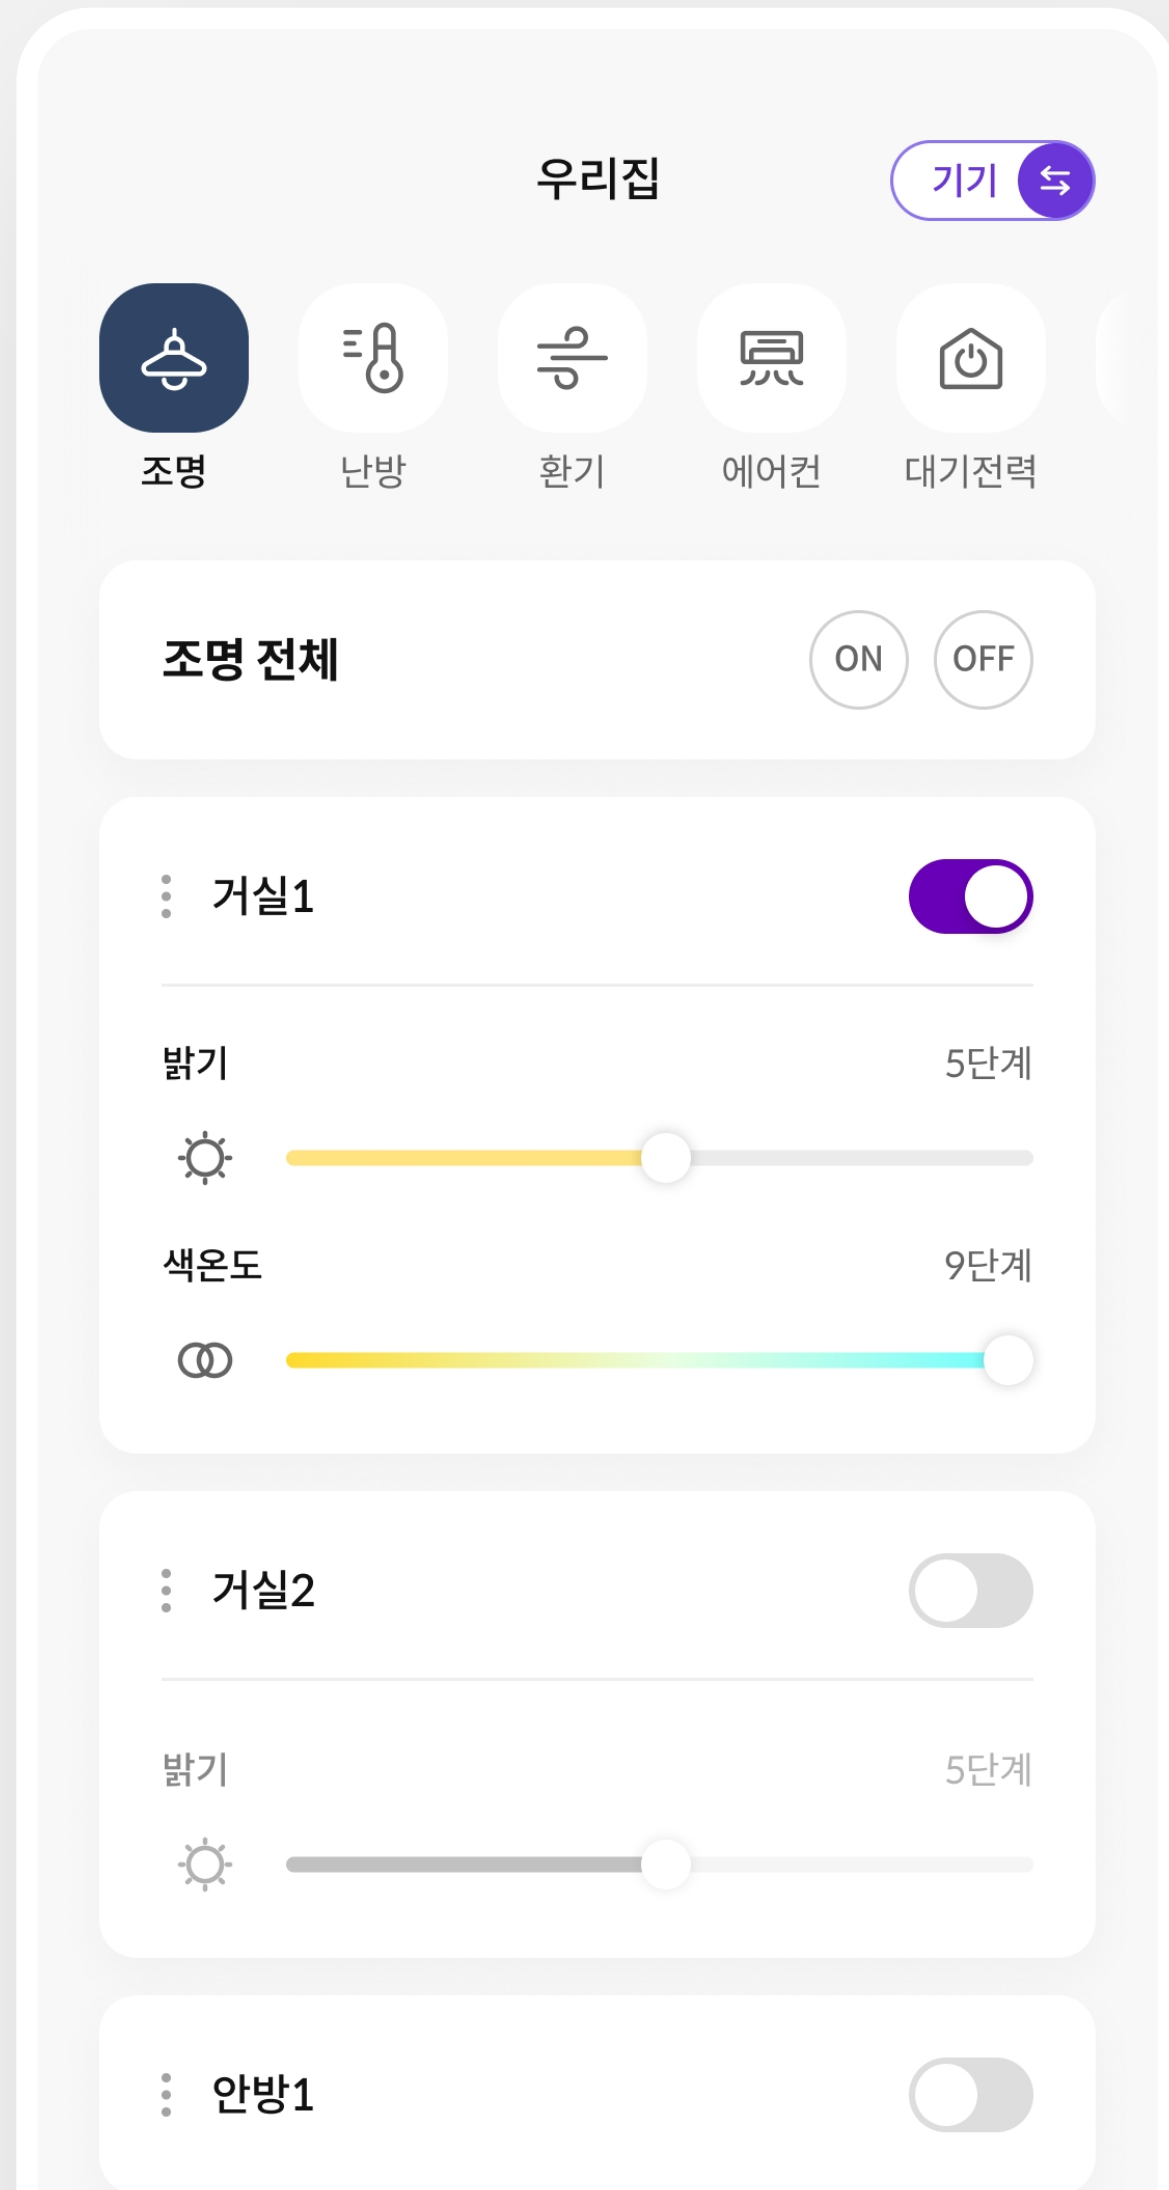 우리집
기기
조명
난방
환기
에어컨
대기전력
조명 전체
ON
OFF
거실1
밝기
5단계
색온도
9단계
거실2
밝기
5단계
안방1